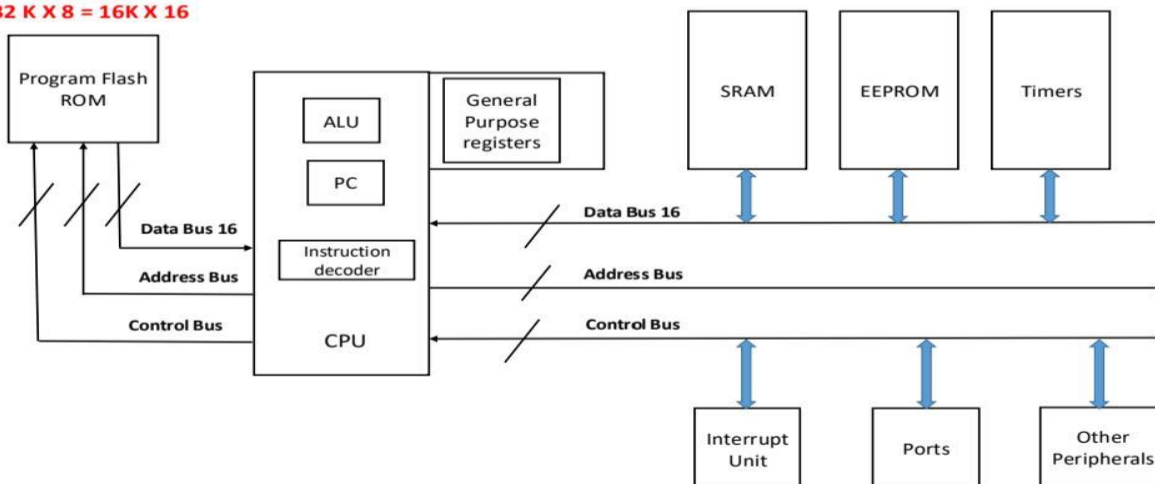 32 K X 8 = 16K X 16
Program Flash
ROM
ALU
PC
Instruction
decoder
CPU
General
Purpose
registers
SRAM
EEPROM
Timers
Data Bus 16
Address Bus
Control Bus
Data Bus 16
Address Bus
Control Bus
Interrupt
Unit
Ports
Other
Peripherals